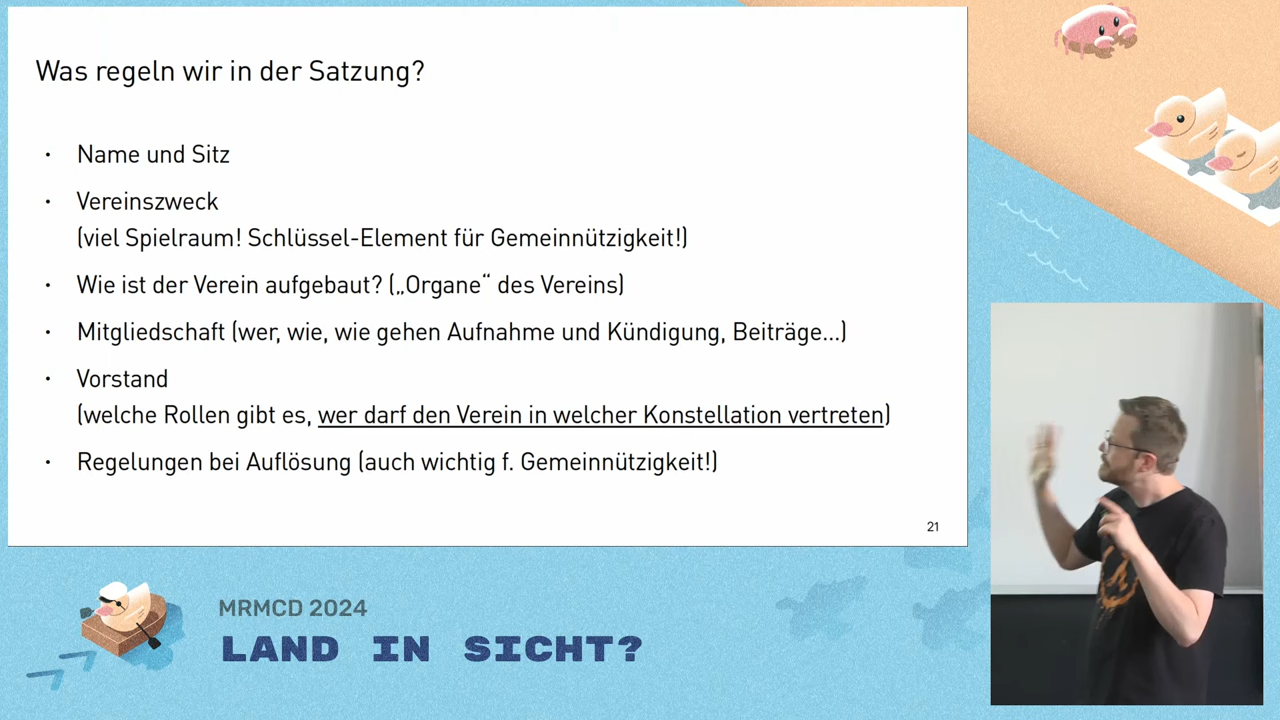 Was regeln wir in der Satzung?
• Name und Sitz
• Vereinszweck
(viel Spielraum! Schlüssel-Element für Gemeinnützigkeit!)
• Wie ist der Verein aufgebaut? („Organe“ des Vereins)
• Mitgliedschaft (wer, wie, wie gehen Aufnahme und Kündigung, Beiträge...)
• Vorstand
(welche Rollen gibt es, wer darf den Verein in welcher Konstellation vertreten)
• Regelungen bei Auflösung (auch wichtig f. Gemeinnützigkeit!)
21
MRMCD 2024
LAND IN SICHT?